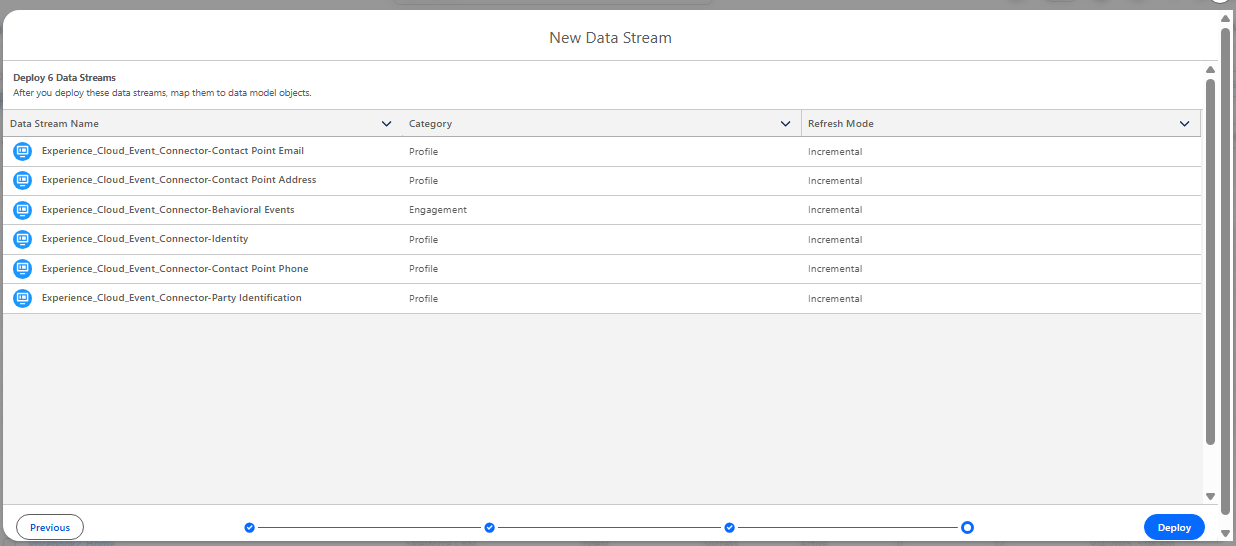 New Data Stream
Deploy 6 Data Streams
After you deploy these data streams, map them to data model objects.
Data Stream Name Category Refresh Mode
Experience_Cloud_Event_Connector-Contact Point Email Profile Incremental
Experience_Cloud_Event_Connector-Contact Point Address Profile Incremental
Experience_Cloud_Event_Connector-Behavioral Events Engagement Incremental
Experience_Cloud_Event_Connector-Identity Profile Incremental
Experience_Cloud_Event_Connector-Contact Point Phone Profile Incremental
Experience_Cloud_Event_Connector-Party Identification Profile Incremental
Previous Deploy